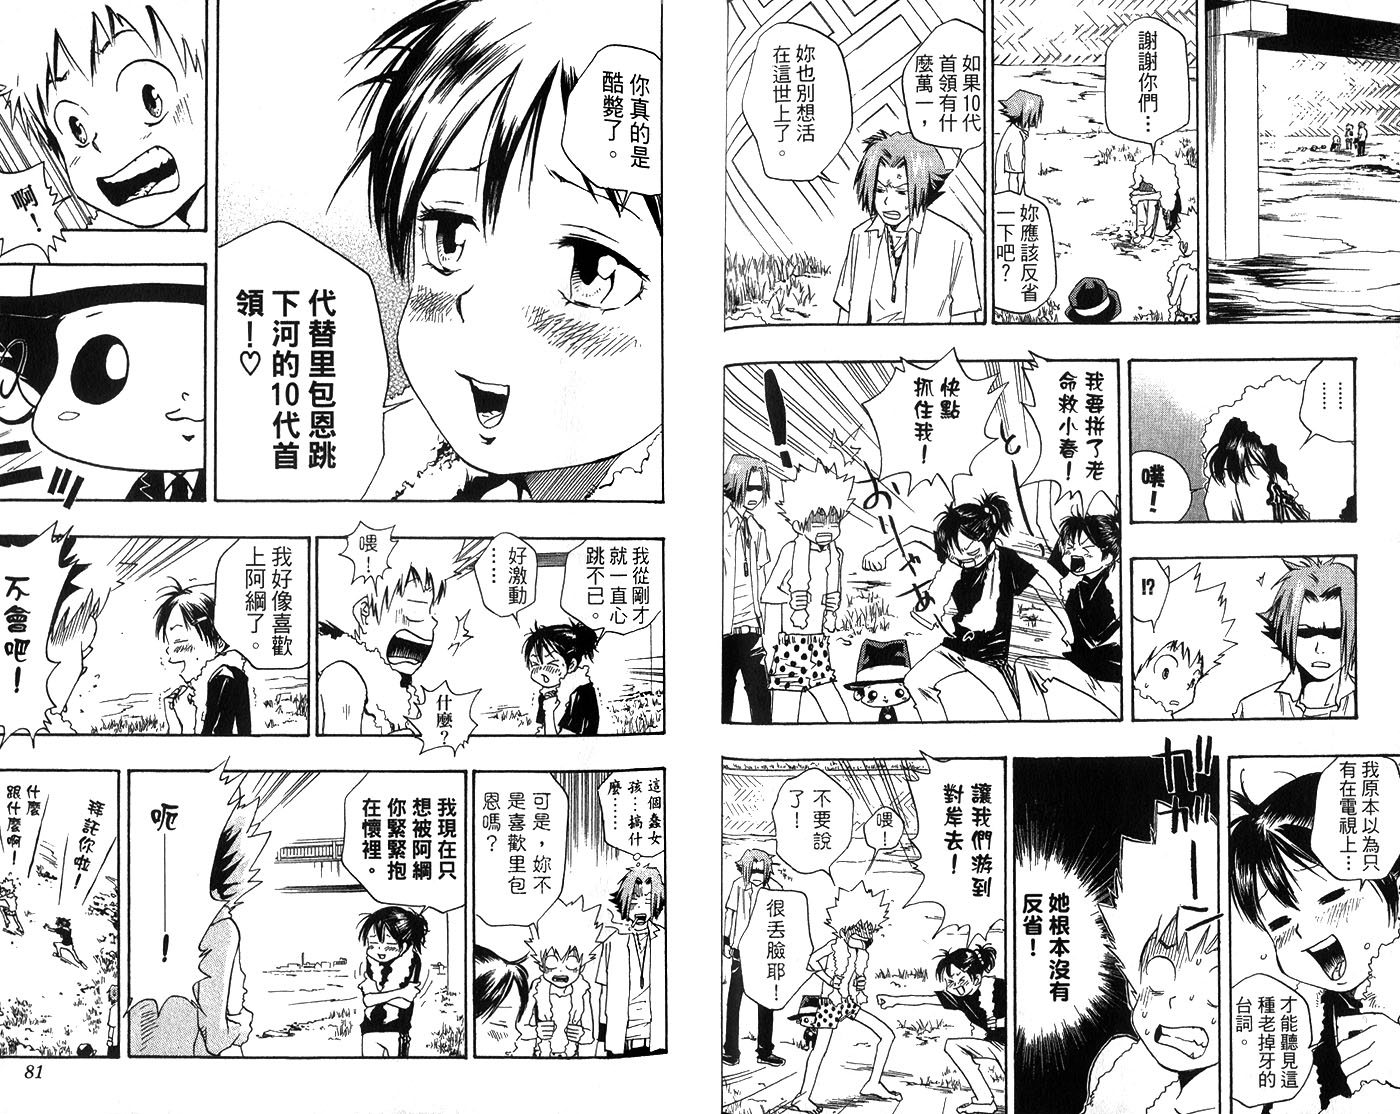 謝謝你們…
妳應該反省
一下吧？
如果10代
首領有什
麼萬一，
妳也別想活
在這世上了。
………
噗！
!?
我要拼了老
命救小春！
快點
抓住我！
おりゃあ
！
我原本以為只
有在電視上…
才能聽見這
種老掉牙的
台詞。
ガーン
她根本沒有
反省！
讓我們游到
對岸去！
喂！
不要說
了！
很丟臉耶！
你真的是
酷斃了。
代替里包恩跳
下河的10代首
領！♡
啊！
我從剛才
就一直心
跳不已。
好激動
……
喂！
什麼？
我好像喜歡
上阿綱了。
不會吧！
這個蠢女
孩…搞什
麼……
可是，妳不
是喜歡里包
恩嗎？
我現在只
想被阿綱
你緊緊抱
在懷裡。
呃
！
拜託你啦！
什麼
跟什麼啊！
81